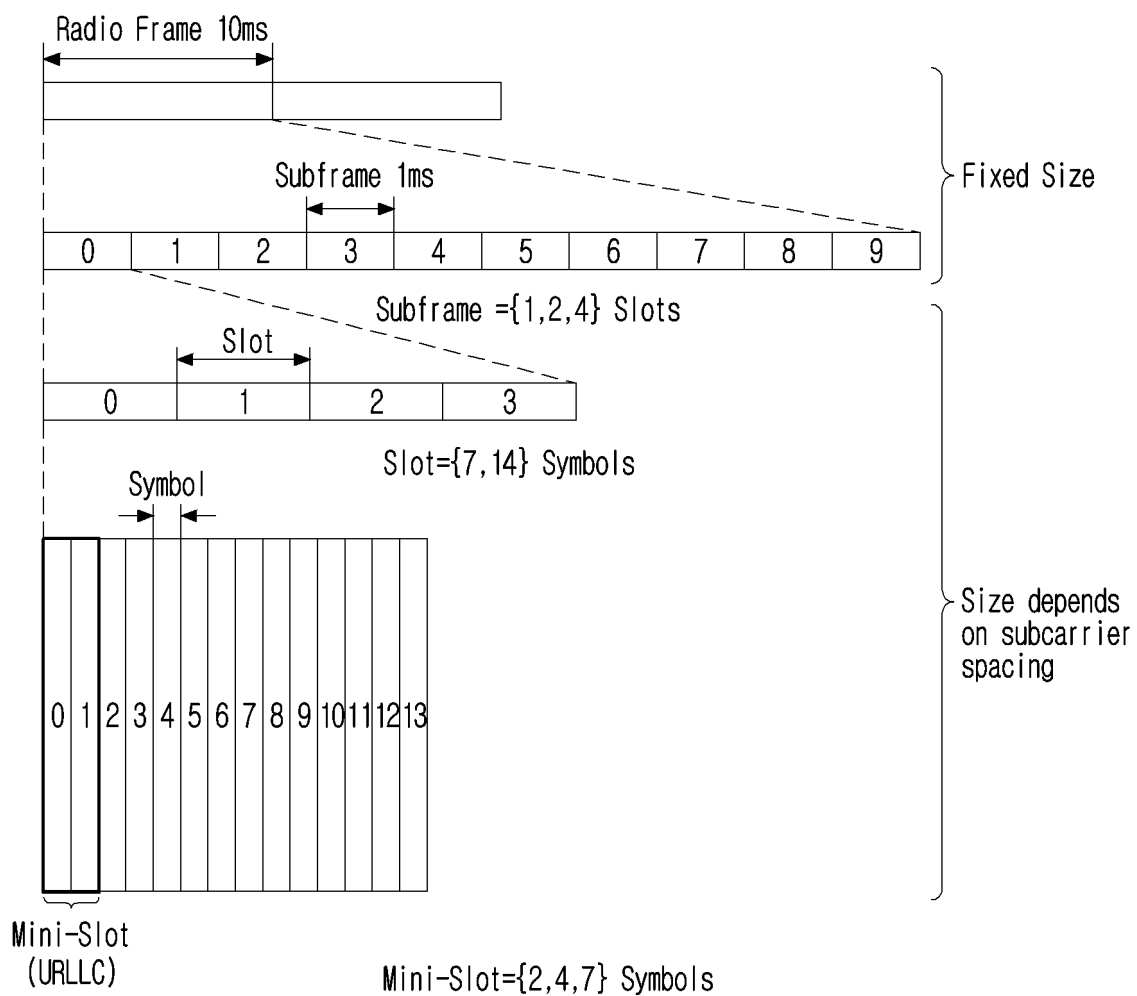 Radio Frame 10ms
Subframe 1ms
Fixed Size
0 1 2 3 4 5 6 7 8 9
Subframe ={1,2,4} Slots
Slot
0 1 2 3
Slot={7,14} Symbols
Symbol
Size depends
on subcarrier
spacing
0 1 2 3 4 5 6 7 8 9 10 11 12 13
Mini-Slot
(URLLC)
Mini-Slot={2,4,7} Symbols